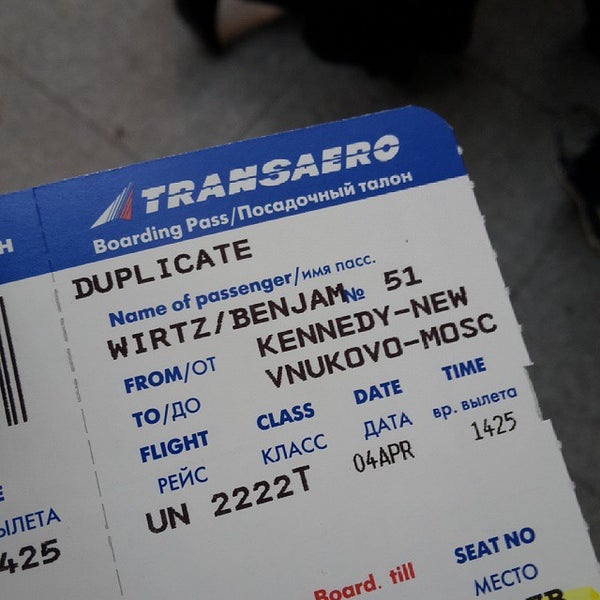 TRANSAERO
Boarding Pass/Посадочный талон
DUPLICATE
Name of passenger/имя пасс.
WIRTZ/BENJAM № 51
FROM/ОТ KENNEDY-NEW
TO/ДО VNUKOVO-MOSC
FLIGHT CLASS DATE TIME
РЕЙС КЛАСС ДАТА вр. вылета
UN 2222T 04APR 1425
Board. till SEAT NO
МЕСТО
425